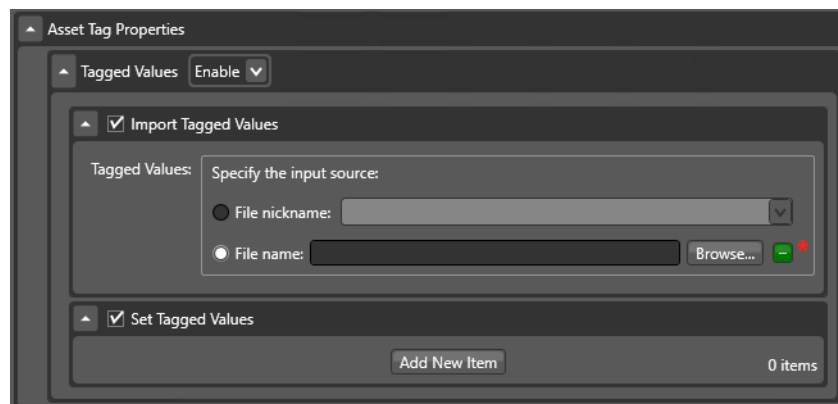 Asset Tag Properties
Tagged Values Enable
Import Tagged Values
Tagged Values: Specify the input source:
File nickname:
File name: Browse... *
Set Tagged Values
Add New Item 0 items